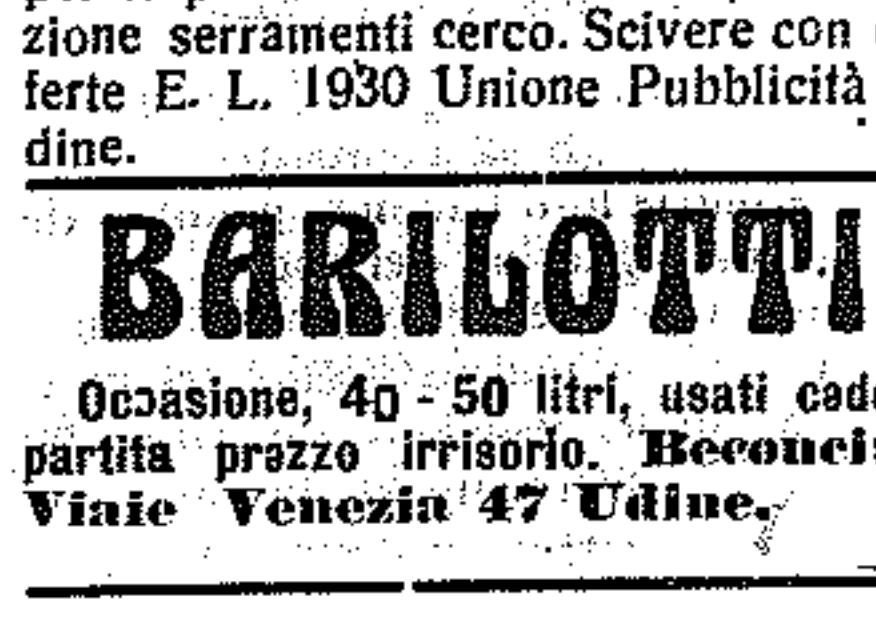 zione serramenti cerco. Scivere con
ferte E. L. 1930 Unione Pubblicità
dine.
BARILOTTI
Occasione, 40 - 50 litri, usati
partita prezzo irrisorio.
Viale Venezia 47 Udine.